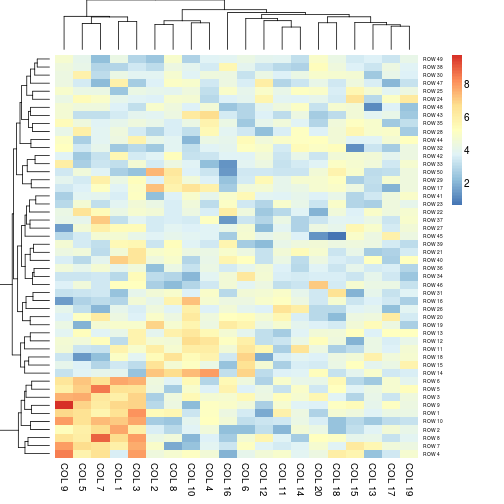 ROW 49
ROW 38
ROW 30
ROW 47
ROW 25
ROW 24
ROW 48
ROW 43
ROW 35
ROW 28
ROW 44
ROW 32
ROW 42
ROW 33
ROW 50
ROW 29
ROW 17
ROW 41
ROW 23
ROW 22
ROW 37
ROW 27
ROW 45
ROW 39
ROW 21
ROW 40
ROW 36
ROW 34
ROW 46
ROW 31
ROW 16
ROW 26
ROW 20
ROW 19
ROW 13
ROW 12
ROW 11
ROW 18
ROW 15
ROW 14
ROW 6
ROW 5
ROW 3
ROW 9
ROW 1
ROW 10
ROW 2
ROW 8
ROW 7
ROW 4
8
6
4
2
COL 9
COL 5
COL 7
COL 1
COL 3
COL 2
COL 8
COL 10
COL 4
COL 16
COL 6
COL 12
COL 11
COL 14
COL 20
COL 18
COL 15
COL 13
COL 17
COL 19